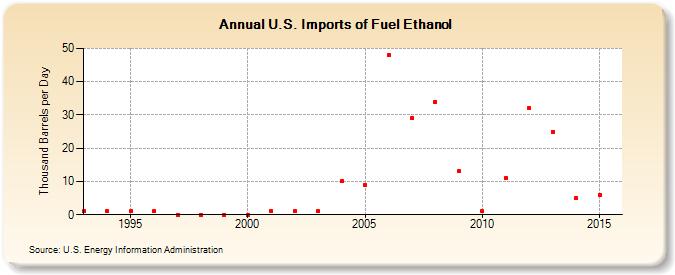 Annual U.S. Imports of Fuel Ethanol
Thousand Barrels per Day
50
40
30
20
10
0
1995 2000 2005 2010 2015
Source: U.S. Energy Information Administration